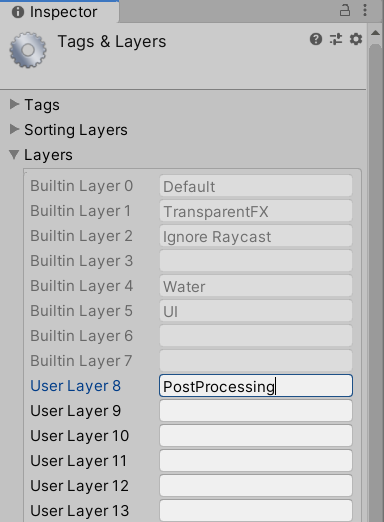 Inspector
Tags & Layers
Tags
Sorting Layers
Layers
Builtin Layer 0 Default
Builtin Layer 1 TransparentFX
Builtin Layer 2 Ignore Raycast
Builtin Layer 3
Builtin Layer 4 Water
Builtin Layer 5 UI
Builtin Layer 6
Builtin Layer 7
User Layer 8 PostProcessing
User Layer 9
User Layer 10
User Layer 11
User Layer 12
User Layer 13